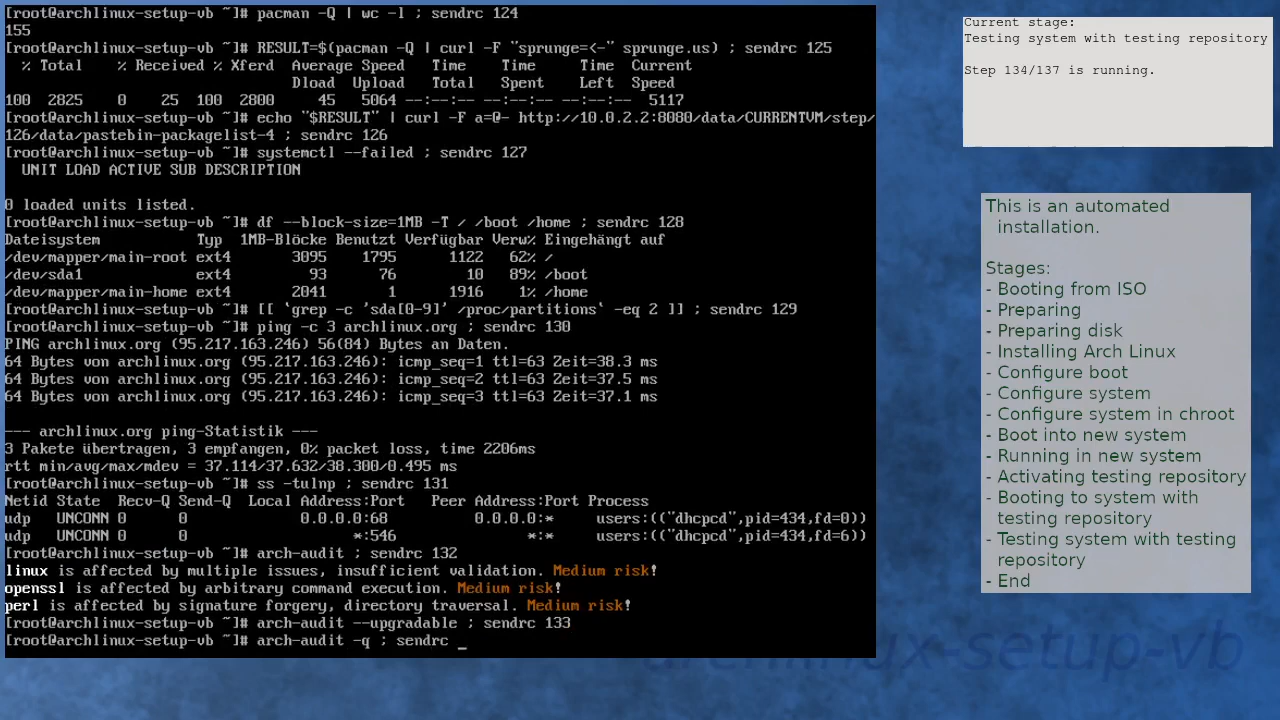 [root@archlinux-setup-vb ~]# pacman -Q | wc -l ; sendrc 124
155
[root@archlinux-setup-vb ~]# RESULT=$(pacman -Q | curl -F "sprunge=<-" sprunge.us) ; sendrc 125
  % Total    % Received % Xferd  Average Speed   Time    Time     Time  Current
                                 Dload  Upload   Total   Spent    Left  Speed
100  2825    0    25  100  2800     45   5064 --:--:-- --:--:-- --:--:--  5117
[root@archlinux-setup-vb ~]# echo "$RESULT" | curl -F a=@- http://10.0.2.2:8080/data/CURRENTVM/step/
126/data/pastebin-packagelist-4 ; sendrc 126
[root@archlinux-setup-vb ~]# systemctl --failed ; sendrc 127
  UNIT LOAD ACTIVE SUB DESCRIPTION
0 loaded units listed.
[root@archlinux-setup-vb ~]# df --block-size=1MB -T / /boot /home ; sendrc 128
Dateisystem           Typ  1MB-Blöcke Benutzt Verfügbar Verw% Eingehängt auf
/dev/mapper/main-root ext4       3095    1795      1122   62% /
/dev/sda1             ext4         93      76        10   89% /boot
/dev/mapper/main-home ext4       2041       1      1916    1% /home
[root@archlinux-setup-vb ~]# [[ `grep -c 'sda[0-9]' /proc/partitions` -eq 2 ]] ; sendrc 129
[root@archlinux-setup-vb ~]# ping -c 3 archlinux.org ; sendrc 130
PING archlinux.org (95.217.163.246) 56(84) Bytes an Daten.
64 Bytes von archlinux.org (95.217.163.246): icmp_seq=1 ttl=63 Zeit=38.3 ms
64 Bytes von archlinux.org (95.217.163.246): icmp_seq=2 ttl=63 Zeit=37.5 ms
64 Bytes von archlinux.org (95.217.163.246): icmp_seq=3 ttl=63 Zeit=37.1 ms
--- archlinux.org ping-Statistik ---
3 Pakete übertragen, 3 empfangen, 0% packet loss, time 2206ms
rtt min/avg/max/mdev = 37.114/37.632/38.300/0.495 ms
[root@archlinux-setup-vb ~]# ss -tulnp ; sendrc 131
Netid State  Recv-Q Send-Q  Local Address:Port   Peer Address:Port Process
udp   UNCONN 0      0             0.0.0.0:68          0.0.0.0:*     users:(("dhcpcd",pid=434,fd=0))
udp   UNCONN 0      0                   *:546               *:*     users:(("dhcpcd",pid=434,fd=6))
[root@archlinux-setup-vb ~]# arch-audit ; sendrc 132
linux is affected by multiple issues, insufficient validation. Medium risk!
openssl is affected by arbitrary command execution. Medium risk!
perl is affected by signature forgery, directory traversal. Medium risk!
[root@archlinux-setup-vb ~]# arch-audit --upgradable ; sendrc 133
[root@archlinux-setup-vb ~]# arch-audit -q ; sendrc _
Current stage:
Testing system with testing repository
Step 134/137 is running.
This is an automated
installation.
Stages:
- Booting from ISO
- Preparing
- Preparing disk
- Installing Arch Linux
- Configure boot
- Configure system
- Configure system in chroot
- Boot into new system
- Running in new system
- Activating testing repository
- Booting to system with
testing repository
- Testing system with testing
repository
- End